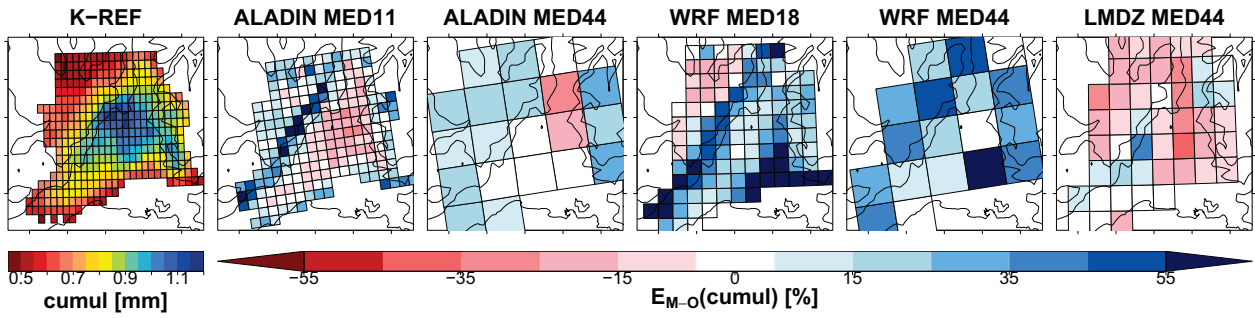 K-REF ALADIN MED11 ALADIN MED44 WRF MED18 WRF MED44 LMDZ MED44
0.5 0.7 0.9 1.1 −55 −35 −15 0 15 35 55
cumul [mm] E_M−O(cumul) [%]